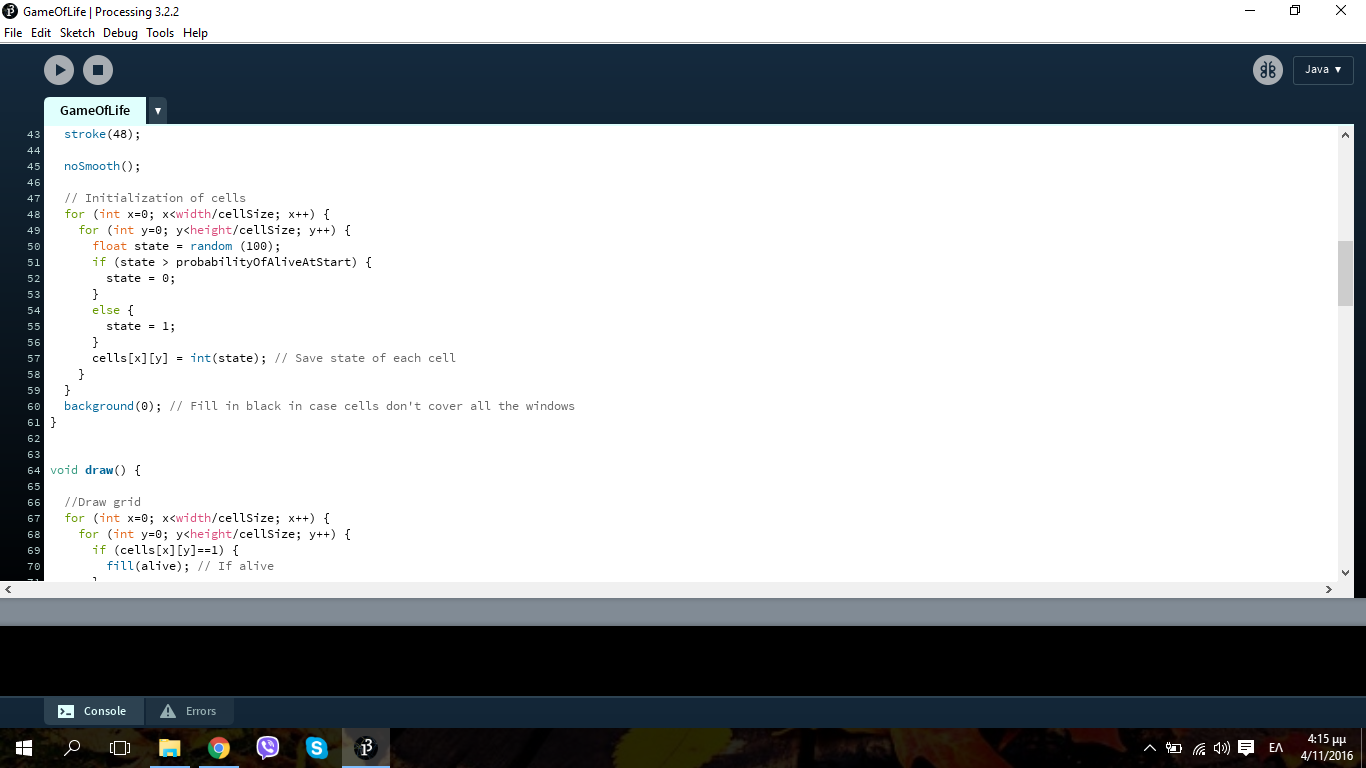 GameOfLife | Processing 3.2.2
File Edit Sketch Debug Tools Help
Java ▼
GameOfLife ▼
43   stroke(48);
44
45   noSmooth();
46
47   // Initialization of cells
48   for (int x=0; x<width/cellSize; x++) {
49     for (int y=0; y<height/cellSize; y++) {
50       float state = random (100);
51       if (state > probabilityOfAliveAtStart) {
52         state = 0;
53       }
54       else {
55         state = 1;
56       }
57       cells[x][y] = int(state); // Save state of each cell
58     }
59   }
60   background(0); // Fill in black in case cells don't cover all the windows
61 }
62
63
64 void draw() {
65
66   //Draw grid
67   for (int x=0; x<width/cellSize; x++) {
68     for (int y=0; y<height/cellSize; y++) {
69       if (cells[x][y]==1) {
70         fill(alive); // If alive
Console Errors
ΕΛ
4:15 μμ
4/11/2016